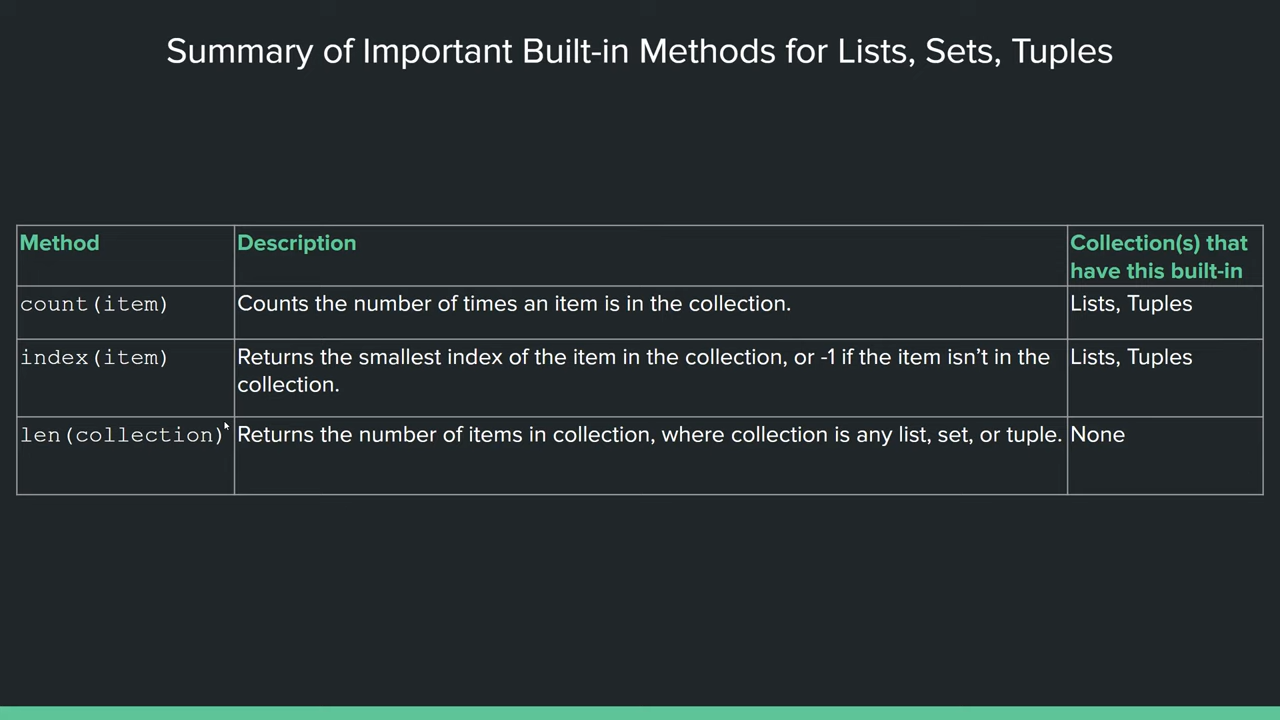 Summary of Important Built-in Methods for Lists, Sets, Tuples
Method
Description
Collection(s) that
have this built-in
count(item)
Counts the number of times an item is in the collection.
Lists, Tuples
index(item)
Returns the smallest index of the item in the collection, or -1 if the item isn’t in the
collection.
Lists, Tuples
len(collection)
Returns the number of items in collection, where collection is any list, set, or tuple.
None